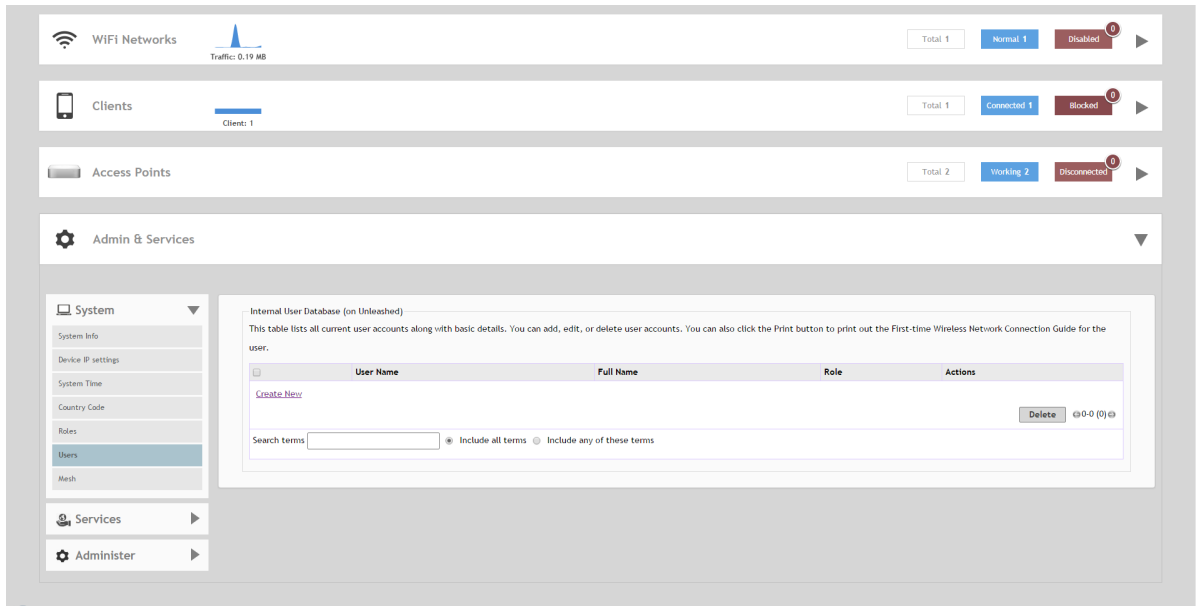 WiFi Networks
Traffic: 0.19 MB
Total 1
Normal 1
Disabled
0
Clients
Client: 1
Total 1
Connected 1
Blocked
0
Access Points
Total 2
Working 2
Disconnected
0
Admin & Services
System
System Info
Device IP settings
System Time
Country Code
Roles
Users
Mesh
Services
Administer
Internal User Database (on Unleashed)
This table lists all current user accounts along with basic details. You can add, edit, or delete user accounts. You can also click the Print button to print out the First-time Wireless Network Connection Guide for the
user.
User Name Full Name Role Actions
Create New
Delete 0-0 (0)
Search terms Include all terms Include any of these terms